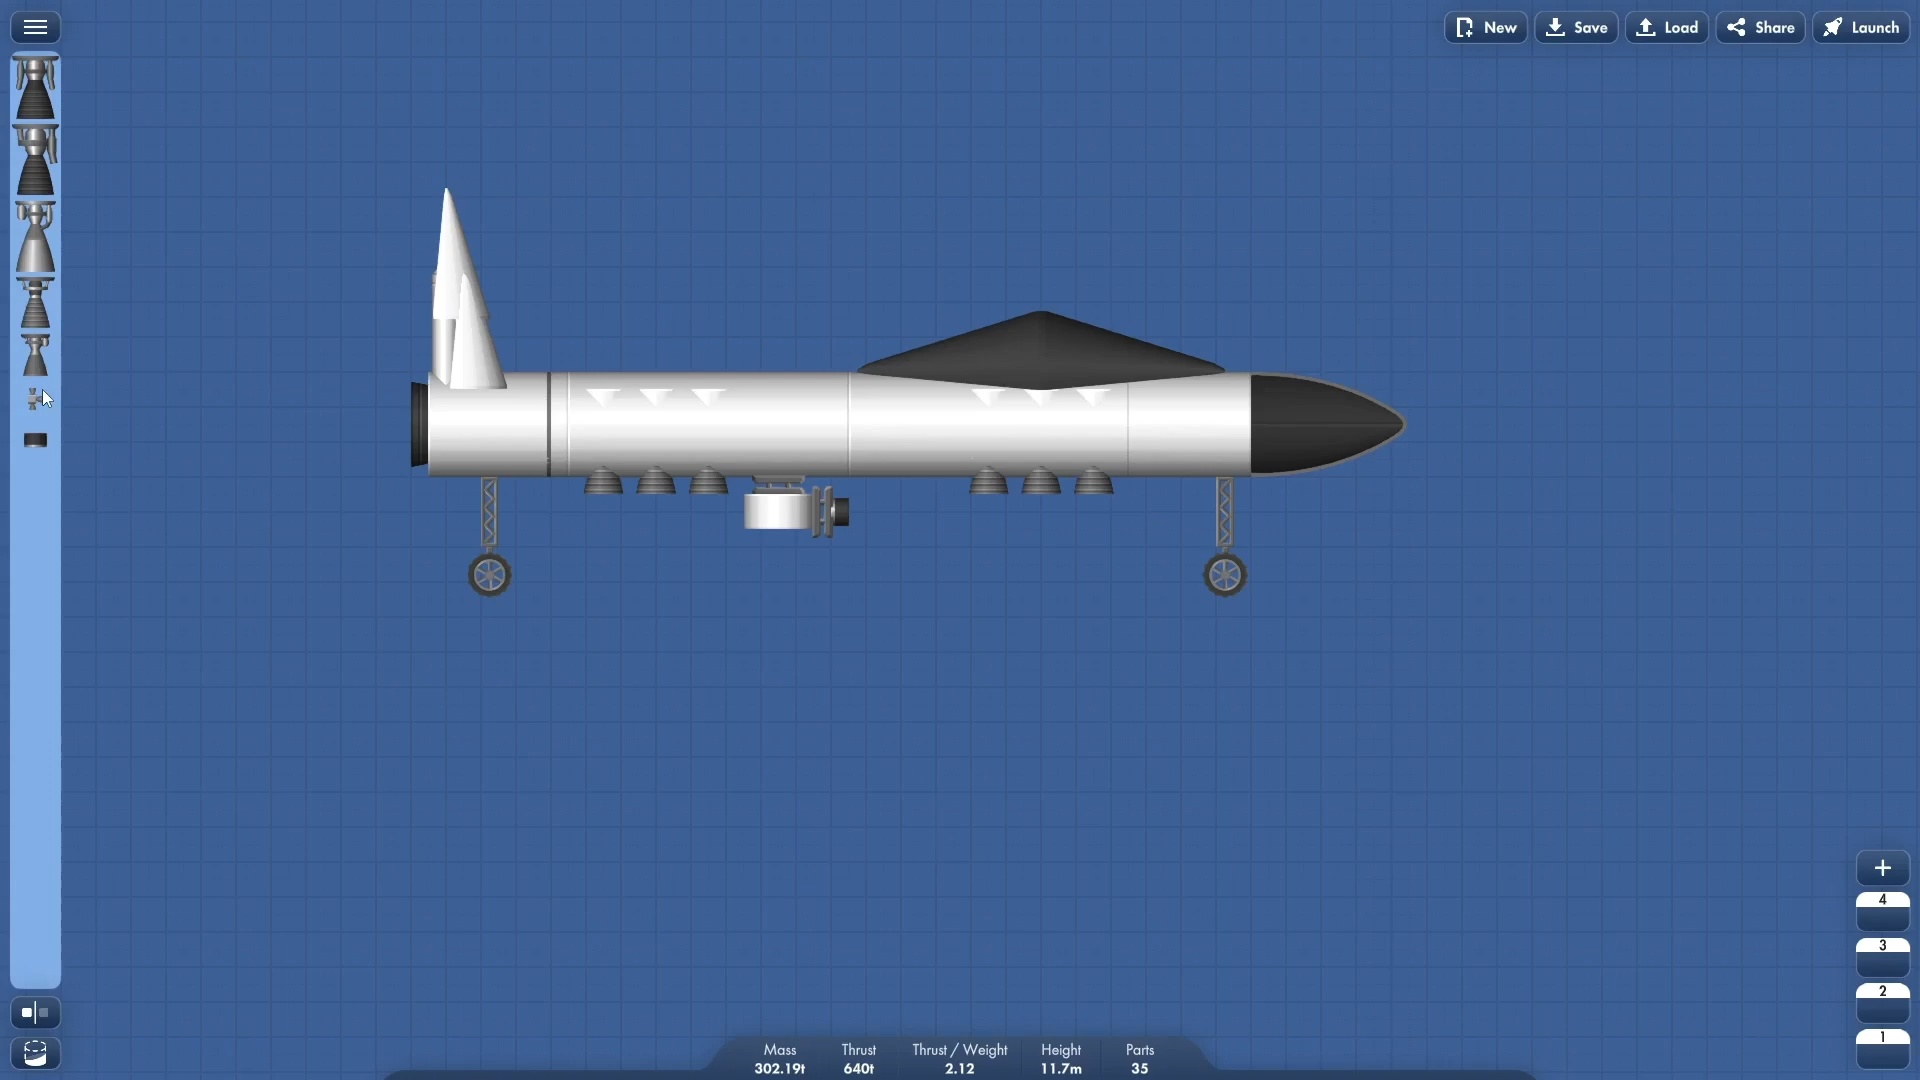 New
Save
Load
Share
Launch
4
3
2
1
Mass Thrust Thrust / Weight Height Parts
302.19t 640t 2.12 11.7m 35